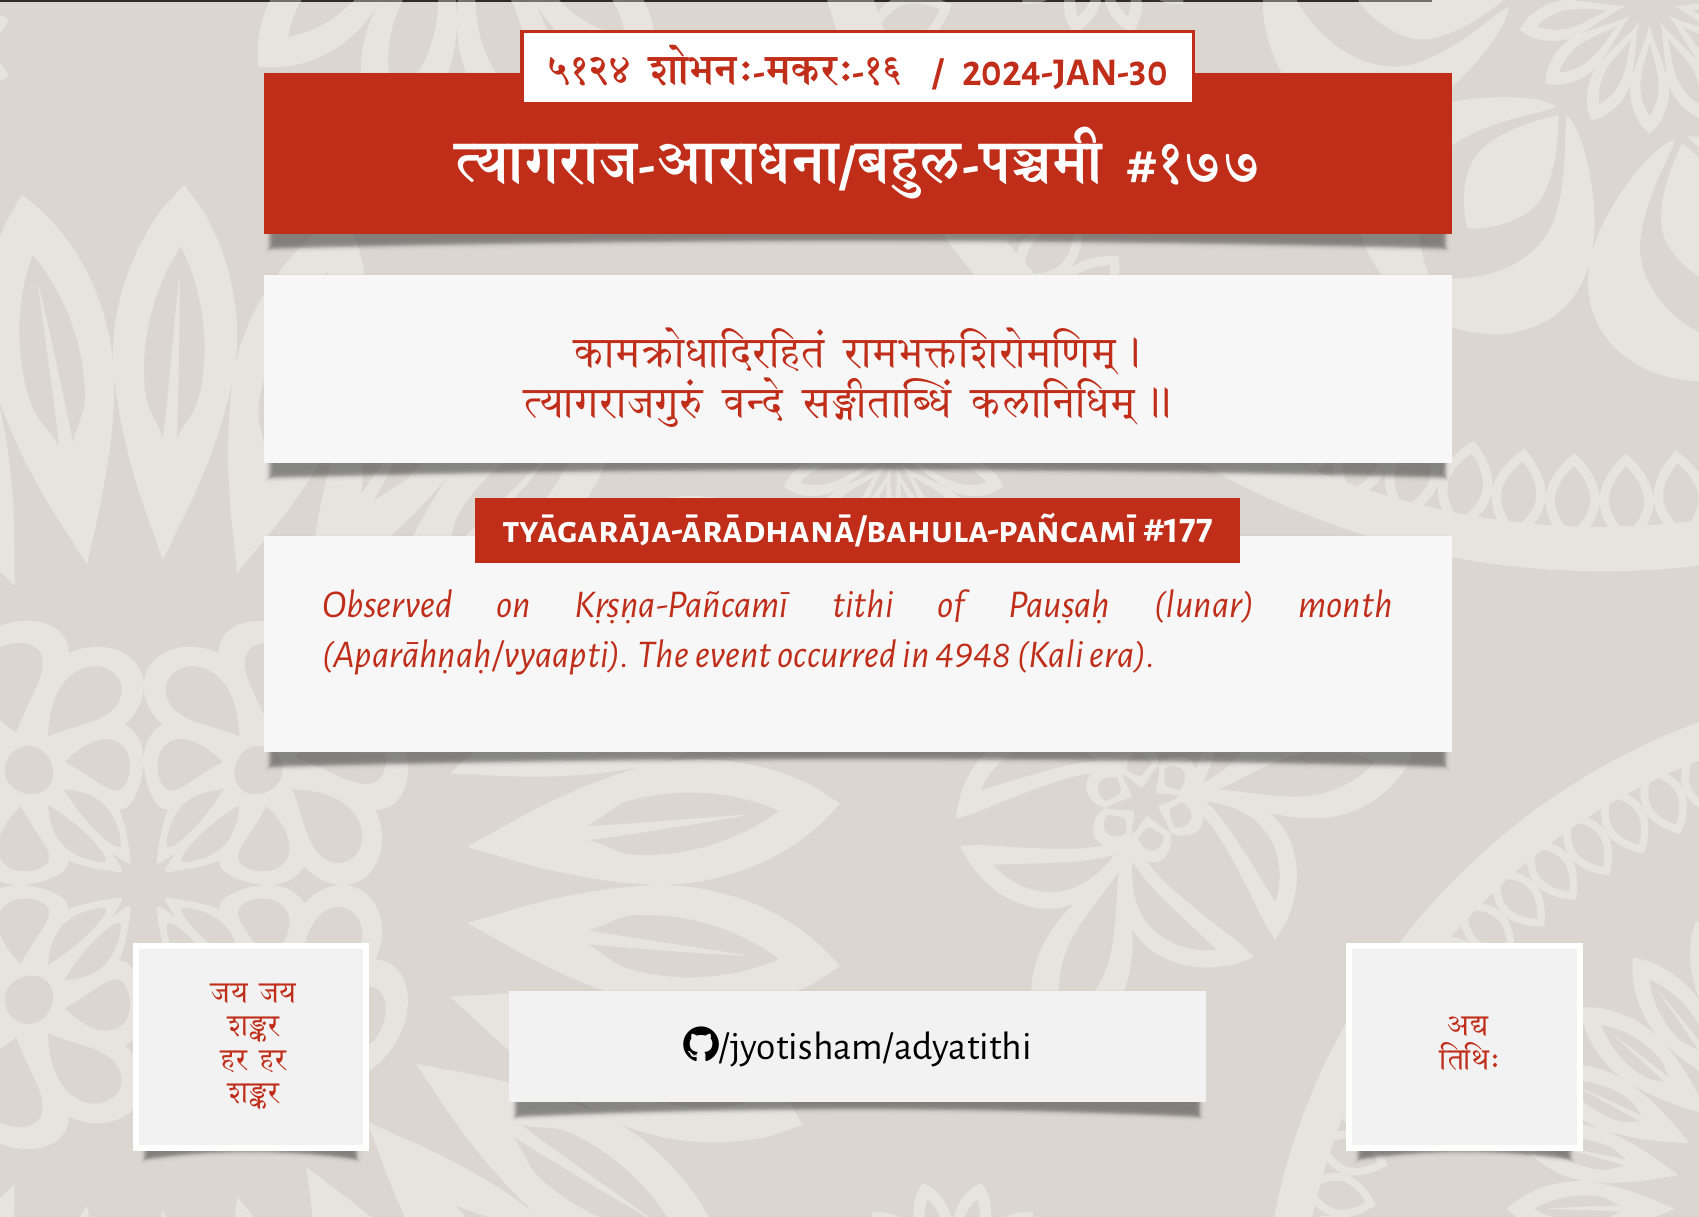 ५१२४ शोभनः-मकरः-१६ / 2024-JAN-30
त्यागराज-आराधना/बहुल-पञ्चमी #१७७
कामक्रोधादिरहितं रामभक्तशिरोमणिम् ।
त्यागराजगुरुं वन्दे सङ्गीताब्धिं कलानिधिम् ॥
TYĀGARĀJA-ĀRĀDHANĀ/BAHULA-PAÑCAMĪ #177
Observed on Kṛṣṇa-Pañcamī tithi of Pauṣaḥ (lunar) month
(Aparāhṇaḥ/vyaapti). The event occurred in 4948 (Kali era).
जय जय
शङ्कर
हर हर
शङ्कर
/jyotisham/adyatithi
अद्य
तिथिः